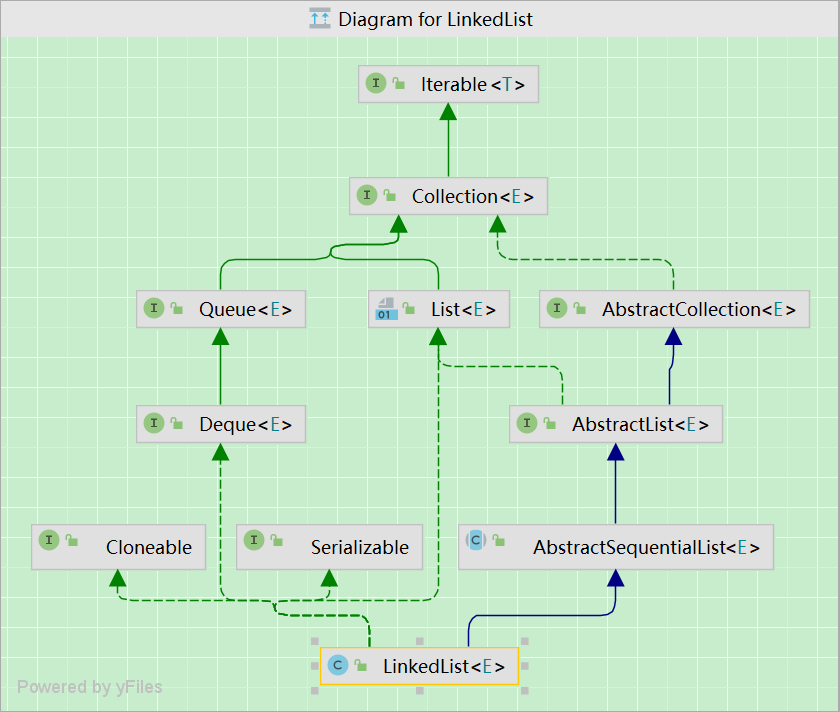 Diagram for LinkedList
I Iterable<T>
I Collection<E>
I Queue<E>
01 List<E>
I AbstractCollection<E>
I Deque<E>
I AbstractList<E>
I Cloneable
I Serializable
C AbstractSequentialList<E>
C LinkedList<E>
Powered by yFiles